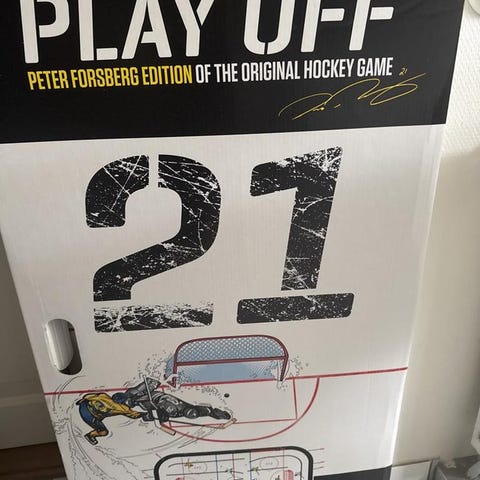 PLAY OFF
PETER FORSBERG EDITION OF THE ORIGINAL HOCKEY GAME
21
21